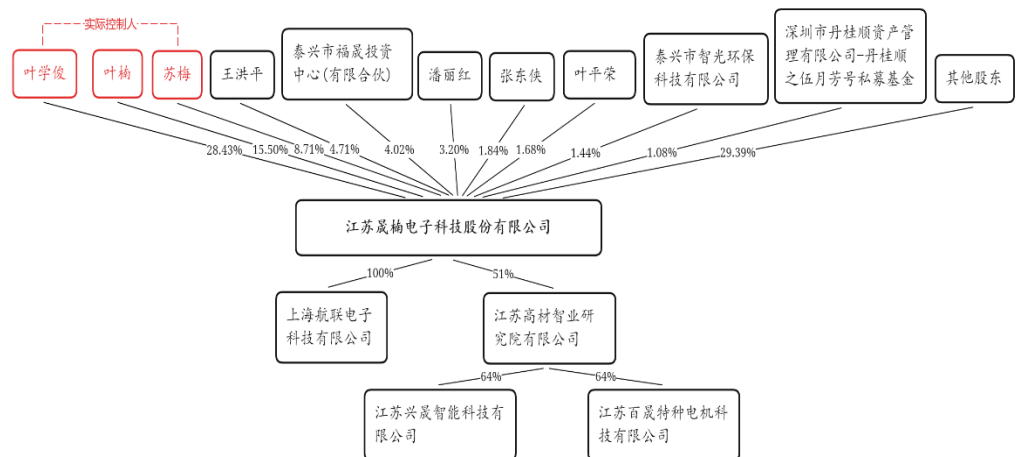 实际控制人
叶学俊
叶楠
苏梅
王洪平
泰兴市福晟投资
中心(有限合伙)
潘丽红
张东侠
叶平荣
泰兴市智光环保
科技有限公司
深圳市丹桂顺资产管
理有限公司-丹桂顺
之伍月芳号私募基金
其他股东
28.43%
15.50%
8.71%
4.71%
4.02%
3.20%
1.84%
1.68%
1.44%
1.08%
29.39%
江苏晟楠电子科技股份有限公司
100%
51%
上海航联电子
科技有限公司
江苏高材智业研
究院有限公司
64%
64%
江苏兴晟智能科技有
限公司
江苏百晟特种电机科
技有限公司